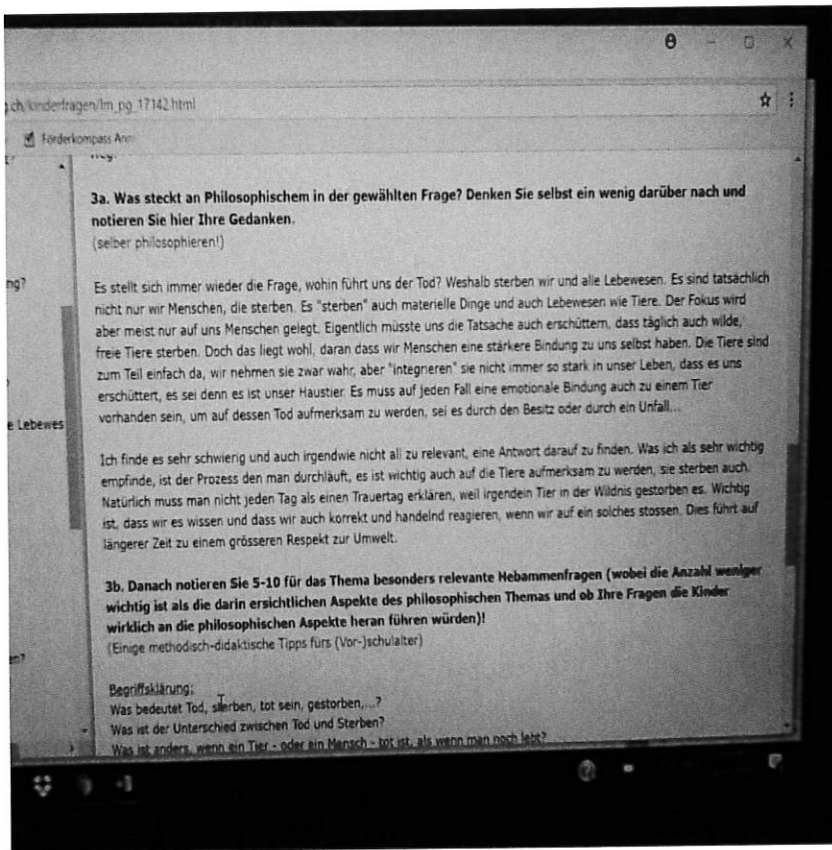 g.ch/kinderfragen/lm_pg_17142.html
Förderkompass Ann
3a. Was steckt an Philosophischem in der gewählten Frage? Denken Sie selbst ein wenig darüber nach und
notieren Sie hier Ihre Gedanken.
(selber philosophieren!)
ng?
Es stellt sich immer wieder die Frage, wohin führt uns der Tod? Weshalb sterben wir und alle Lebewesen. Es sind tatsächlich
nicht nur wir Menschen, die sterben. Es "sterben" auch materielle Dinge und auch Lebewesen wie Tiere. Der Fokus wird
aber meist nur auf uns Menschen gelegt. Eigentlich müsste uns die Tatsache auch erschüttern, dass täglich auch wilde,
freie Tiere sterben. Doch das liegt wohl, daran dass wir Menschen eine stärkere Bindung zu uns selbst haben. Die Tiere sind
zum Teil einfach da, wir nehmen sie zwar wahr, aber "integrieren" sie nicht immer so stark in unser Leben, dass es uns
erschüttert, es sei denn es ist unser Haustier. Es muss auf jeden Fall eine emotionale Bindung auch zu einem Tier
e Lebewes
vorhanden sein, um auf dessen Tod aufmerksam zu werden, sei es durch den Besitz oder durch ein Unfall...
Ich finde es sehr schwierig und auch irgendwie nicht all zu relevant, eine Antwort darauf zu finden. Was ich als sehr wichtig
empfinde, ist der Prozess den man durchläuft, es ist wichtig auch auf die Tiere aufmerksam zu werden, sie sterben auch.
Natürlich muss man nicht jeden Tag als einen Trauertag erklären, weil irgendein Tier in der Wildnis gestorben es. Wichtig
ist, dass wir es wissen und dass wir auch korrekt und handelnd reagieren, wenn wir auf ein solches stossen. Dies führt auf
längerer Zeit zu einem grösseren Respekt zur Umwelt.
3b. Danach notieren Sie 5-10 für das Thema besonders relevante Hebammenfragen (wobei die Anzahl weniger
wichtig ist als die darin ersichtlichen Aspekte des philosophischen Themas und ob Ihre Fragen die Kinder
wirklich an die philosophischen Aspekte heran führen würden)!
(Einige methodisch-didaktische Tipps fürs (Vor-)schulalter)
en?
Begriffsklärung:
Was bedeutet Tod, sterben, tot sein, gestorben,...?
Was ist der Unterschied zwischen Tod und Sterben?
Was ist anders, wenn ein Tier - oder ein Mensch - tot ist, als wenn man noch lebt?